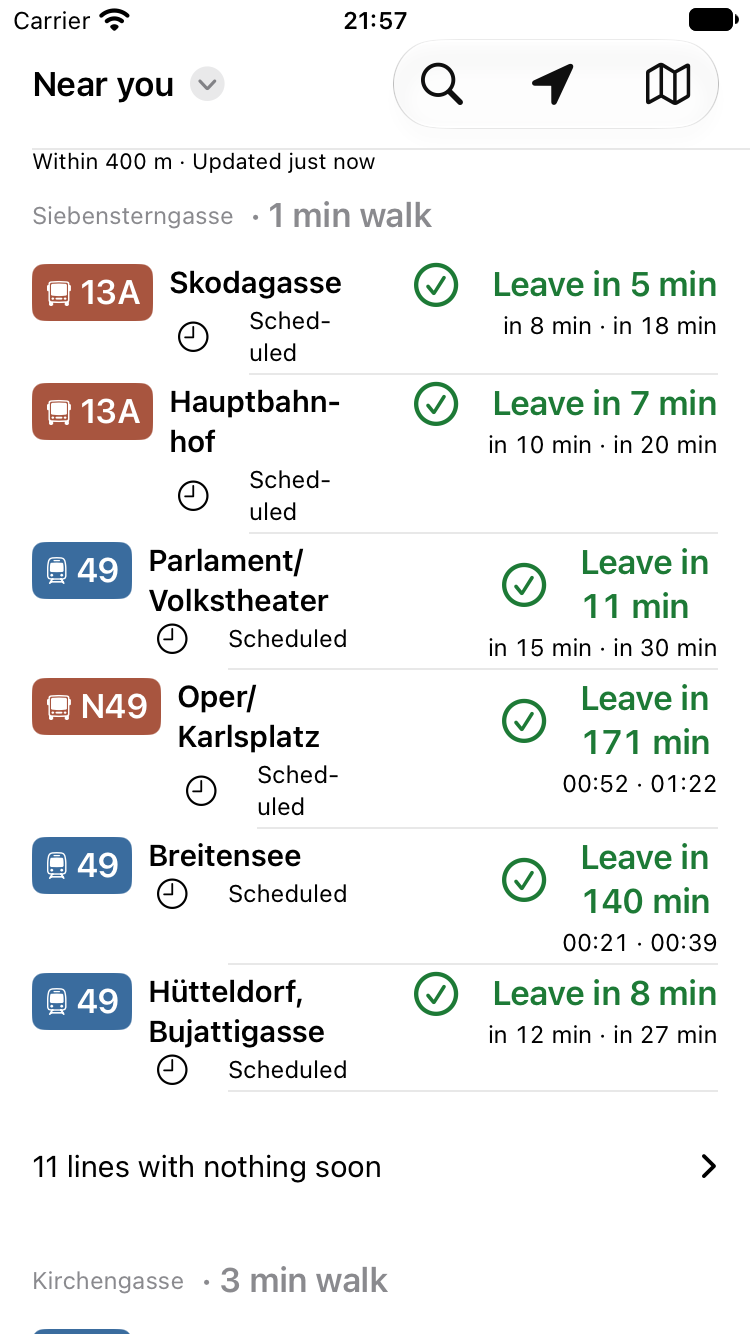 Carrier 21:57
Near you
Within 400 m · Updated just now
Siebensterngasse · 1 min walk
13A Skodagasse Leave in 5 min
Sched-
uled
in 8 min · in 18 min
13A Hauptbahn-
hof
Leave in 7 min
in 10 min · in 20 min
Sched-
uled
49 Parlament/
Volkstheater
Scheduled
Leave in
11 min
in 15 min · in 30 min
N49 Oper/
Karlsplatz
Sched-
uled
Leave in
171 min
00:52 · 01:22
49 Breitensee
Scheduled
Leave in
140 min
00:21 · 00:39
49 Hütteldorf,
Bujattigasse
Scheduled
Leave in 8 min
in 12 min · in 27 min
11 lines with nothing soon
Kirchengasse · 3 min walk